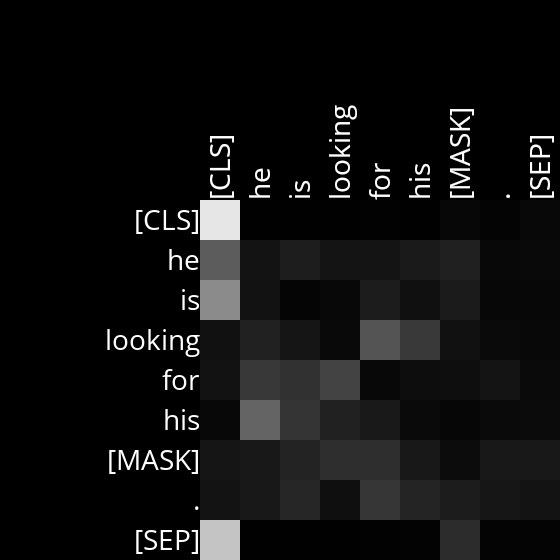 [CLS] he is looking for his [MASK] . [SEP]
[CLS]
he
is
looking
for
his
[MASK]
.
[SEP]